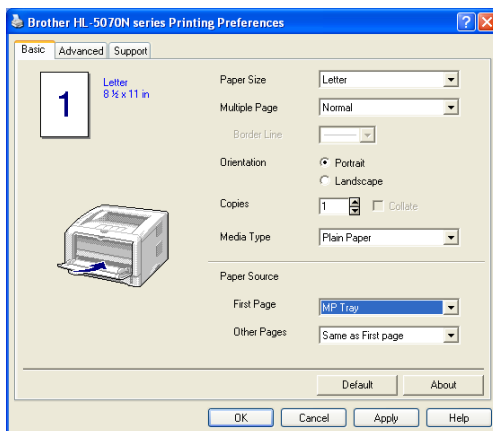 Brother HL-5070N series Printing Preferences
Basic Advanced Support
1
Letter
8 ½ x 11 in
Paper Size Letter
Multiple Page Normal
Border Line
Orientation Portrait
Landscape
Copies 1 Collate
Media Type Plain Paper
Paper Source
First Page MP Tray
Other Pages Same as First page
Default About
OK Cancel Apply Help